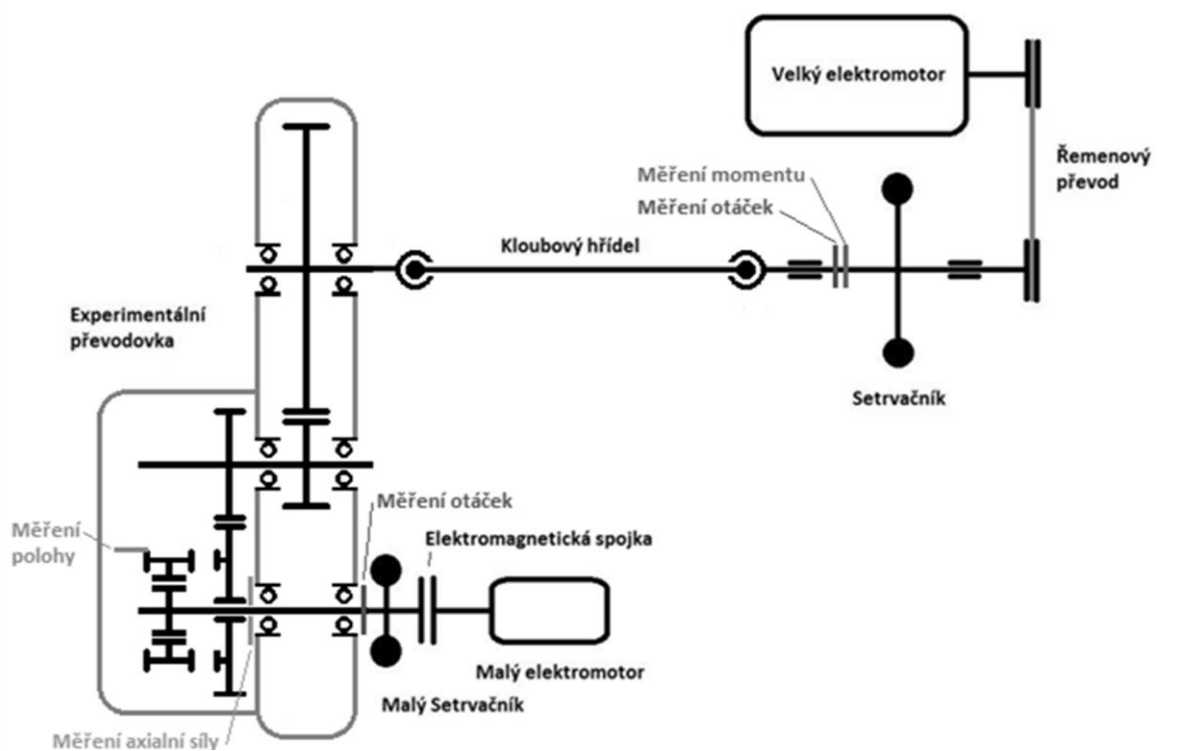 Velký elektromotor
Řemenový
převod
Měření momentu
Měření otáček
Kloubový hřídel
Experimentální
převodovka
Setrvačník
Měření otáček
Měření
polohy
Elektromagnetická spojka
Malý elektromotor
Malý Setrvačník
Měření axialní síly